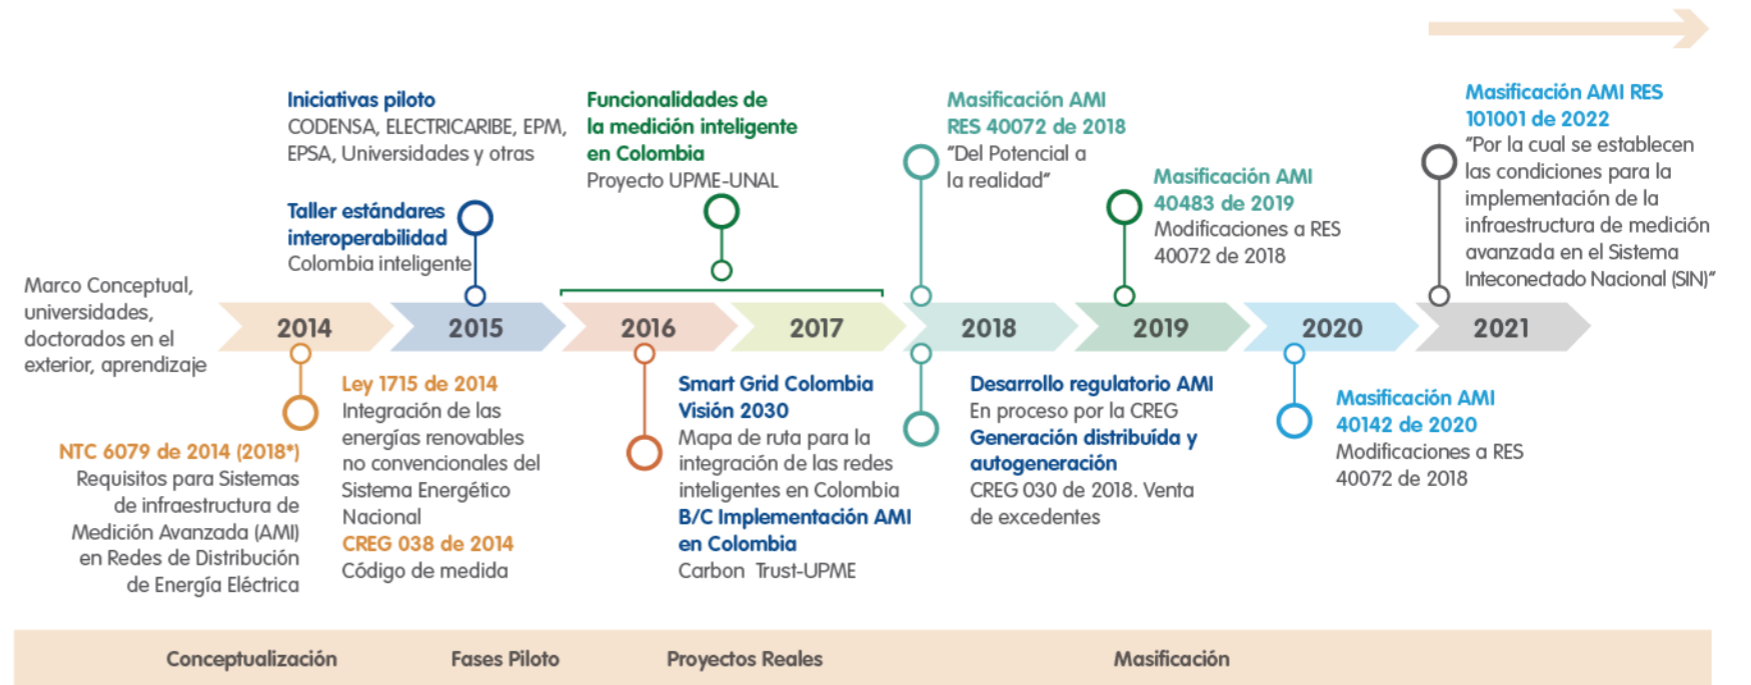 Iniciativas piloto
CODENSA, ELECTRICARIBE, EPM,
EPSA, Universidades y otras
Taller estándares
interoperabilidad
Colombia inteligente
Funcionalidades de
la medición inteligente
en Colombia
Proyecto UPME-UNAL
Masificación AMI
RES 40072 de 2018
"Del Potencial a
la realidad"
Masificación AMI
40483 de 2019
Modificaciones a RES
40072 de 2018
Masificación AMI RES
101001 de 2022
"Por la cual se establecen
las condiciones para la
implementación de la
infraestructura de medición
avanzada en el Sistema
Inteconectado Nacional (SIN)"
Marco Conceptual,
universidades,
doctorados en el
exterior, aprendizaje
2014
2015
2016
2017
2018
2019
2020
2021
NTC 6079 de 2014 (2018*)
Requisitos para Sistemas
de infraestructura de
Medición Avanzada (AMI)
en Redes de Distribución
de Energía Eléctrica
Ley 1715 de 2014
Integración de las
energías renovables
no convencionales del
Sistema Energético
Nacional
CREG 038 de 2014
Código de medida
Smart Grid Colombia
Visión 2030
Mapa de ruta para la
integración de las redes
inteligentes en Colombia
B/C Implementación AMI
en Colombia
Carbon Trust-UPME
Desarrollo regulatorio AMI
En proceso por la CREG
Generación distribuída y
autogeneración
CREG 030 de 2018. Venta
de excedentes
Masificación AMI
40142 de 2020
Modificaciones a RES
40072 de 2018
Conceptualización
Fases Piloto
Proyectos Reales
Masificación